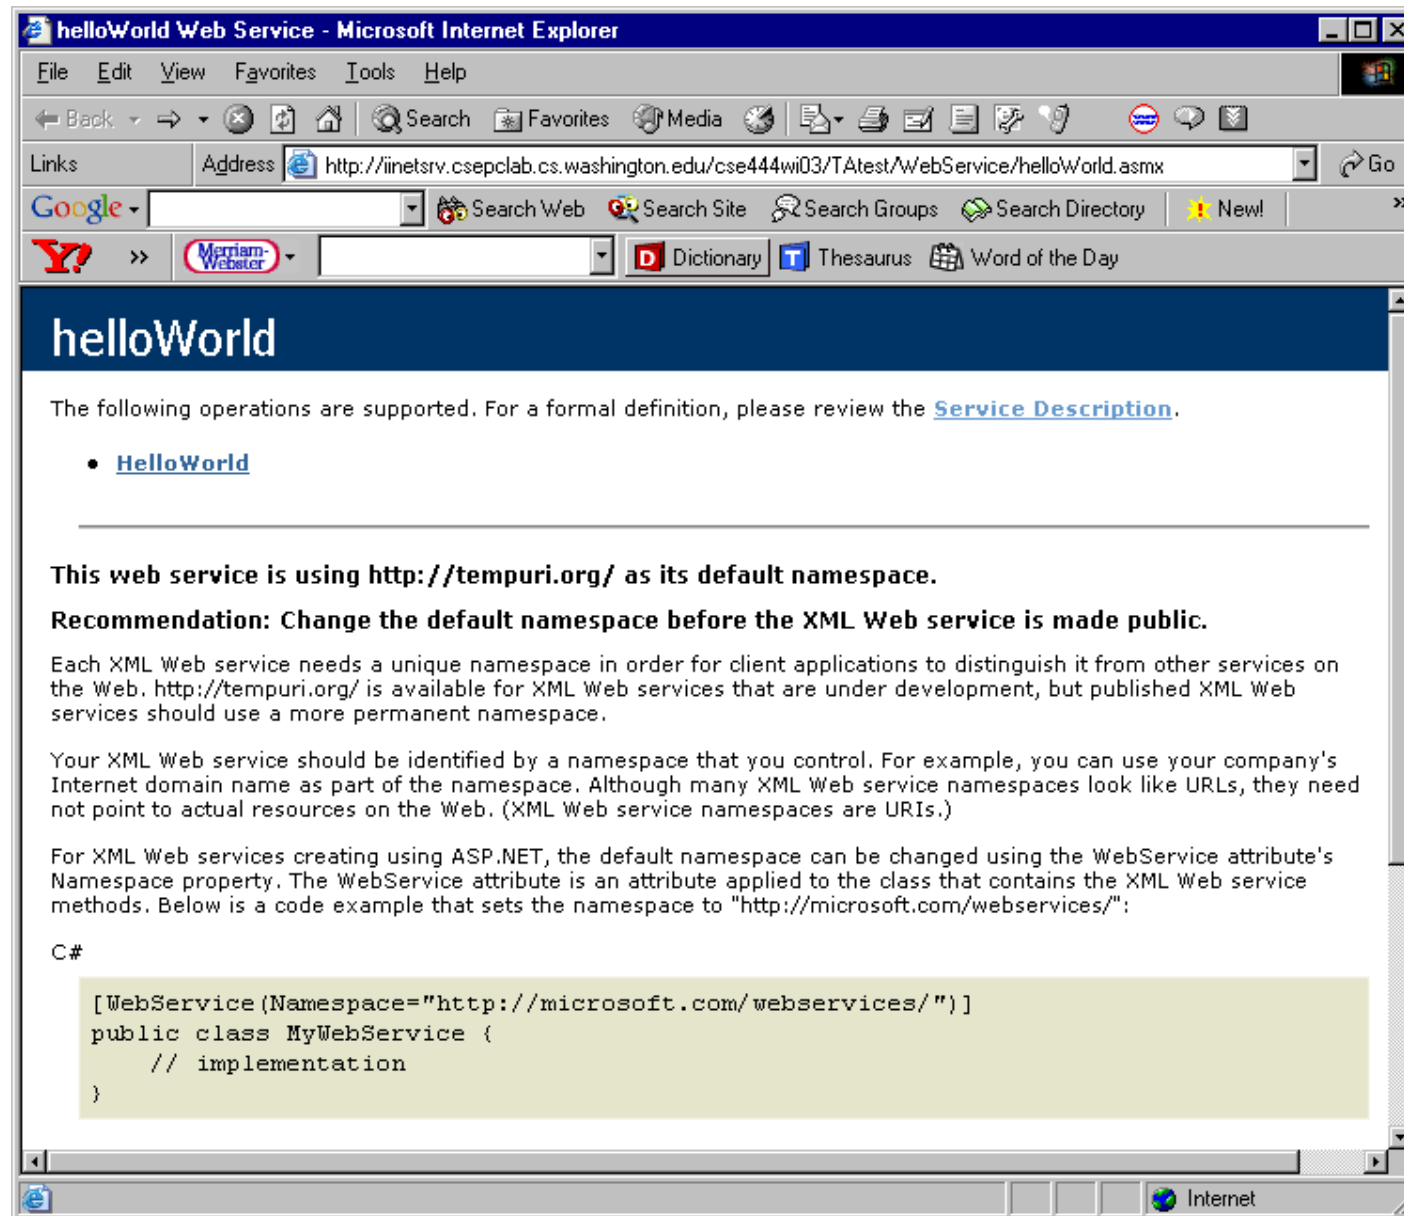 helloWorld Web Service - Microsoft Internet Explorer
File Edit View Favorites Tools Help
Back Search Favorites Media
Links Address http://iinetsrv.csepclab.cs.washington.edu/cse444wi03/TAtest/WebService/helloWorld.asmx Go
Google Search Web Search Site Search Groups Search Directory New! »
Y! » Merriam-Webster D Dictionary T Thesaurus Word of the Day
helloWorld
The following operations are supported. For a formal definition, please review the Service Description.
• HelloWorld
This web service is using http://tempuri.org/ as its default namespace.
Recommendation: Change the default namespace before the XML Web service is made public.
Each XML Web service needs a unique namespace in order for client applications to distinguish it from other services on
the Web. http://tempuri.org/ is available for XML Web services that are under development, but published XML Web
services should use a more permanent namespace.
Your XML Web service should be identified by a namespace that you control. For example, you can use your company's
Internet domain name as part of the namespace. Although many XML Web service namespaces look like URLs, they need
not point to actual resources on the Web. (XML Web service namespaces are URIs.)
For XML Web services creating using ASP.NET, the default namespace can be changed using the WebService attribute's
Namespace property. The WebService attribute is an attribute applied to the class that contains the XML Web service
methods. Below is a code example that sets the namespace to "http://microsoft.com/webservices/":
C#
[WebService(Namespace="http://microsoft.com/webservices/")]
public class MyWebService {
// implementation
}
Internet